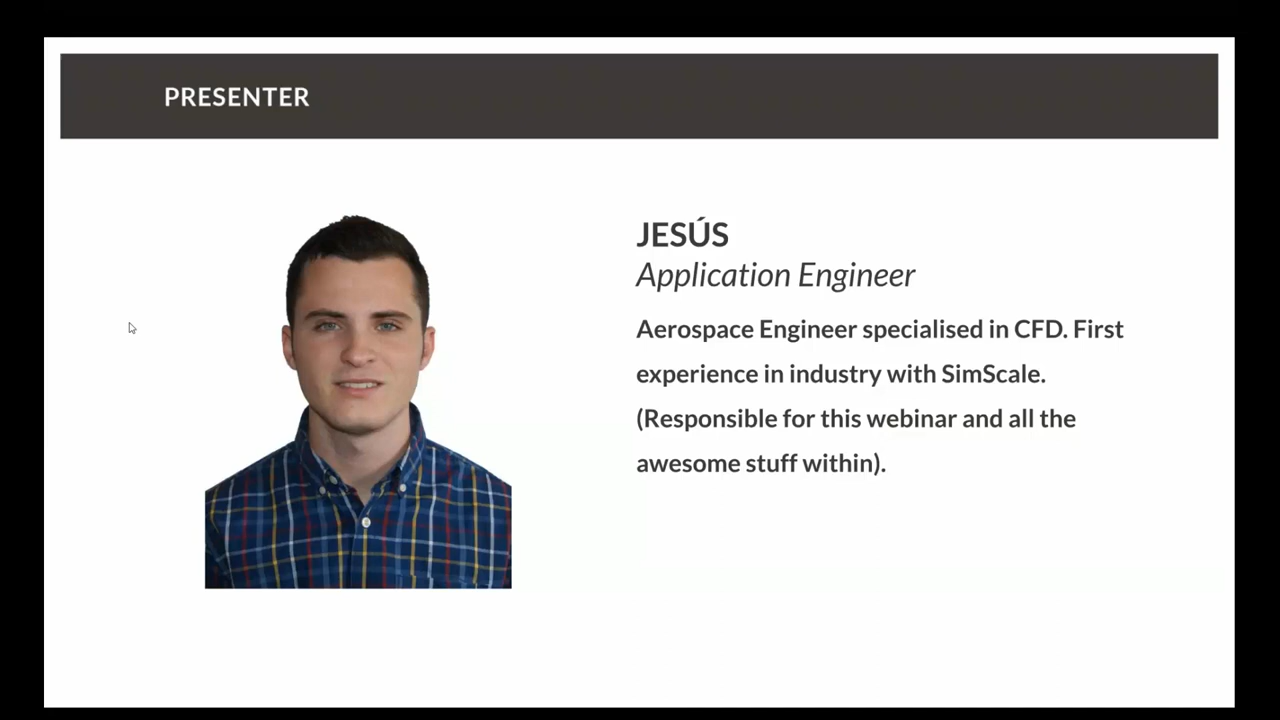 PRESENTER
JESÚS
Application Engineer
Aerospace Engineer specialised in CFD. First
experience in industry with SimScale.
(Responsible for this webinar and all the
awesome stuff within).